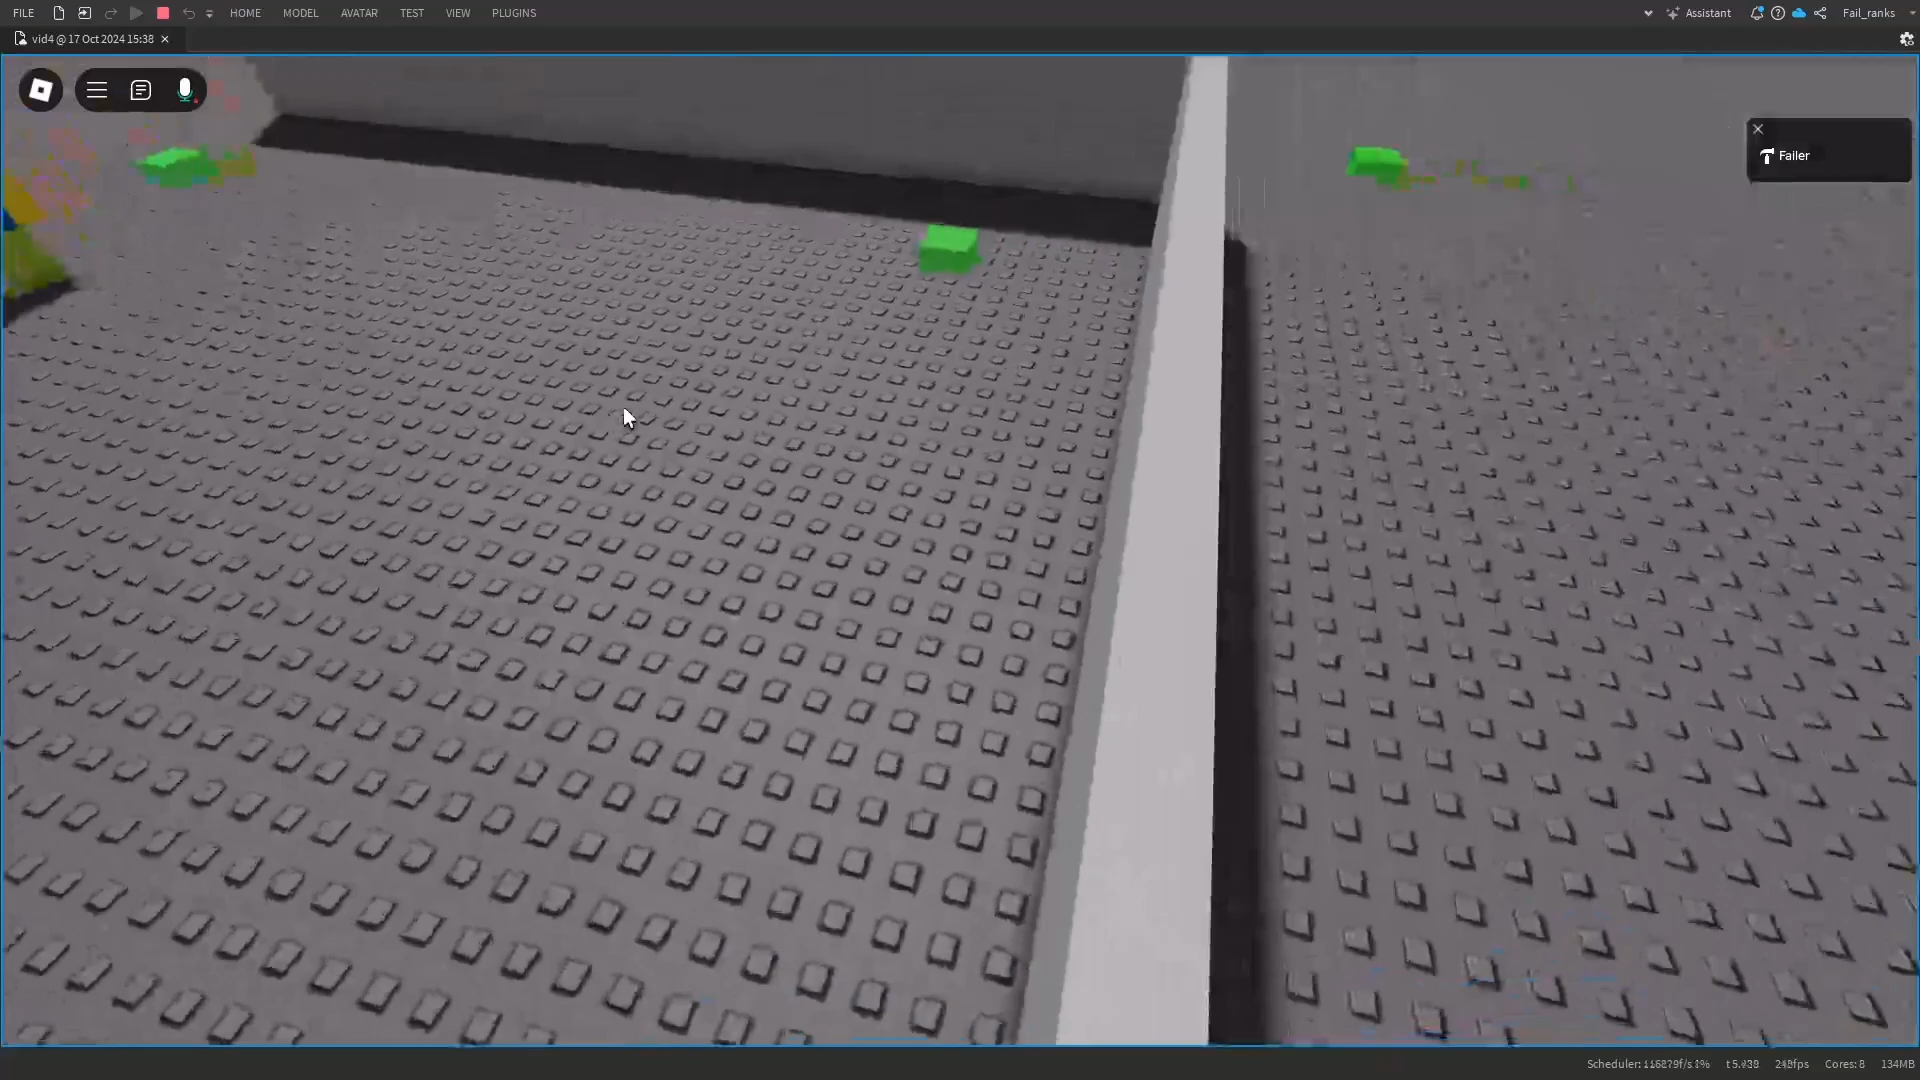 FILE HOME MODEL AVATAR TEST VIEW PLUGINS Assistant Fail_ranks
vid4 @ 17 Oct 2024 15:38
Failer
Scheduler: Cores: 8 134MB